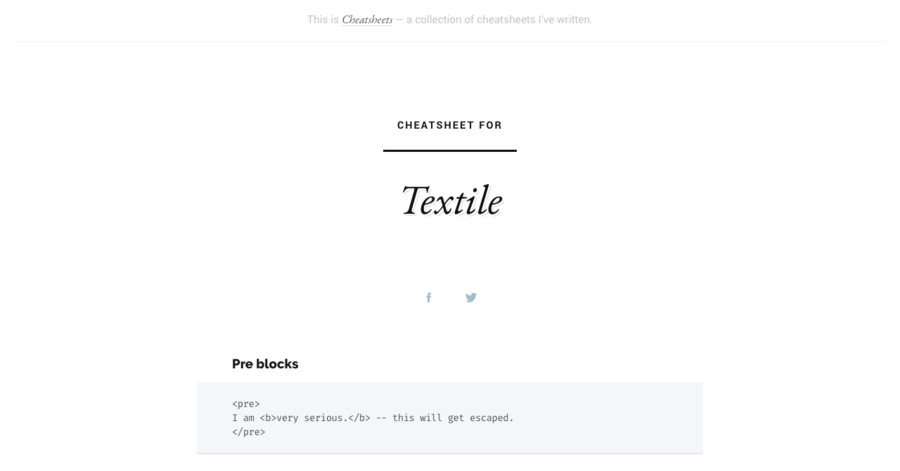 This is Cheatsheets — a collection of cheatsheets I've written.
CHEATSHEET FOR
Textile
Pre blocks
<pre>
I am <b>very serious.</b> -- this will get escaped.
</pre>